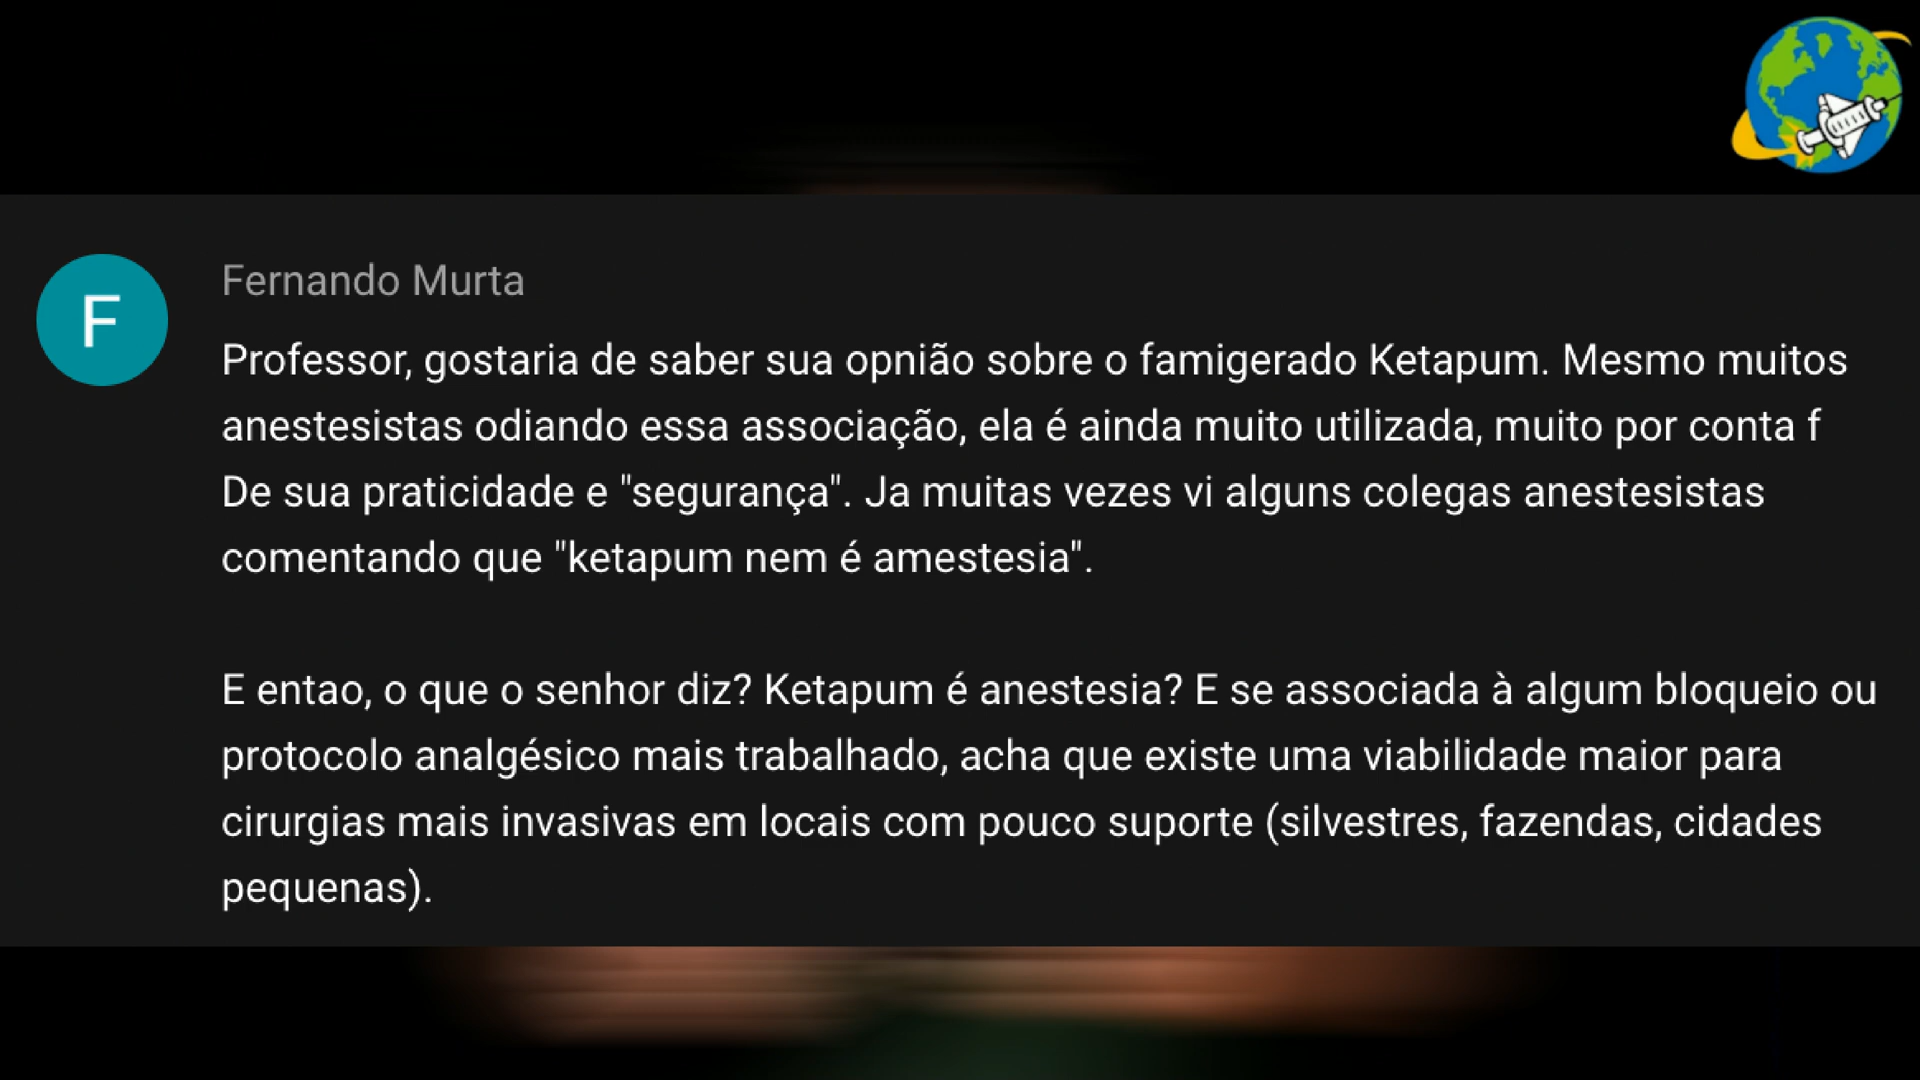 F
Fernando Murta
Professor, gostaria de saber sua opnião sobre o famigerado Ketapum. Mesmo muitos
anestesistas odiando essa associação, ela é ainda muito utilizada, muito por conta f
De sua praticidade e "segurança". Ja muitas vezes vi alguns colegas anestesistas
comentando que "ketapum nem é amestesia".
E entao, o que o senhor diz? Ketapum é anestesia? E se associada à algum bloqueio ou
protocolo analgésico mais trabalhado, acha que existe uma viabilidade maior para
cirurgias mais invasivas em locais com pouco suporte (silvestres, fazendas, cidades
pequenas).